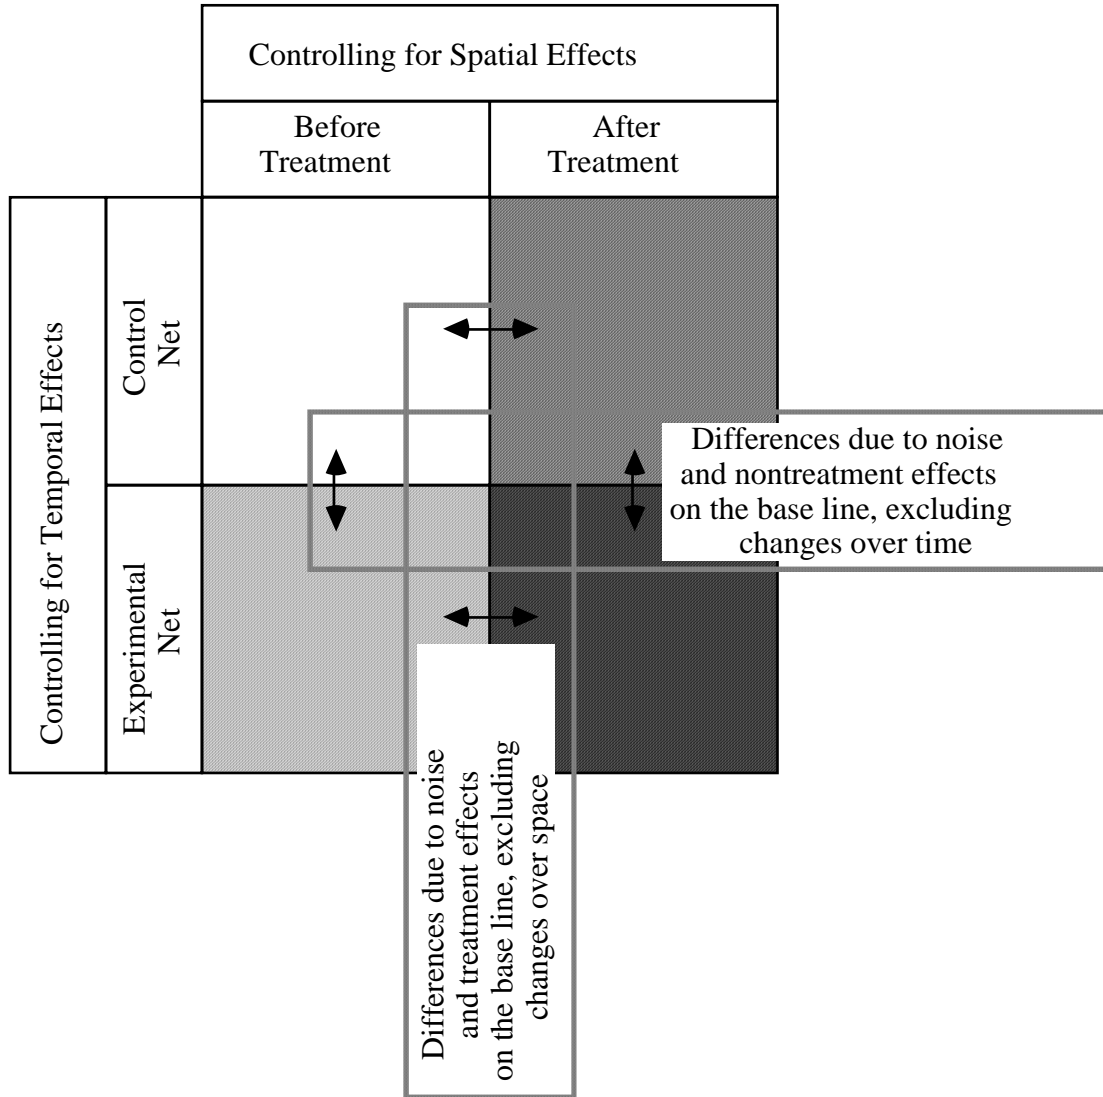 Controlling for Spatial Effects
Before
Treatment
After
Treatment
Controlling for Temporal Effects
Control
Net
Experimental
Net
Differences due to noise
and nontreatment effects
on the base line, excluding
changes over time
Differences due to noise
and treatment effects
on the base line, excluding
changes over space